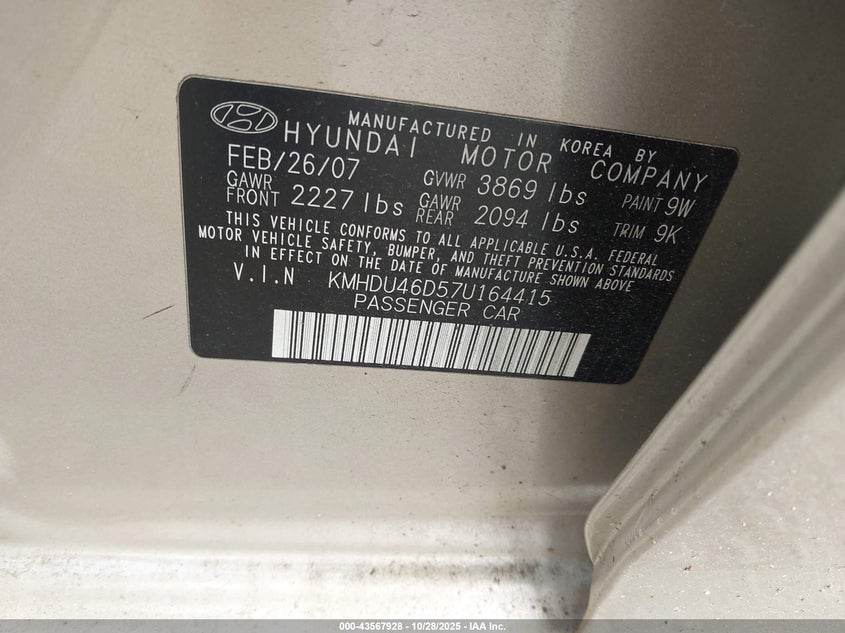 MANUFACTURED IN KOREA BY
HYUNDAI MOTOR COMPANY
FEB/26/07 GVWR 3869 lbs PAINT 9W
GAWR FRONT 2227 lbs GAWR REAR 2094 lbs TRIM 9K
THIS VEHICLE CONFORMS TO ALL APPLICABLE U.S.A. FEDERAL
MOTOR VEHICLE SAFETY, BUMPER, AND THEFT PREVENTION STANDARDS
IN EFFECT ON THE DATE OF MANUFACTURE SHOWN ABOVE
V.I.N KMHDU46D57U164415
PASSENGER CAR
000-43567928 - 10/28/2025 - IAA Inc.